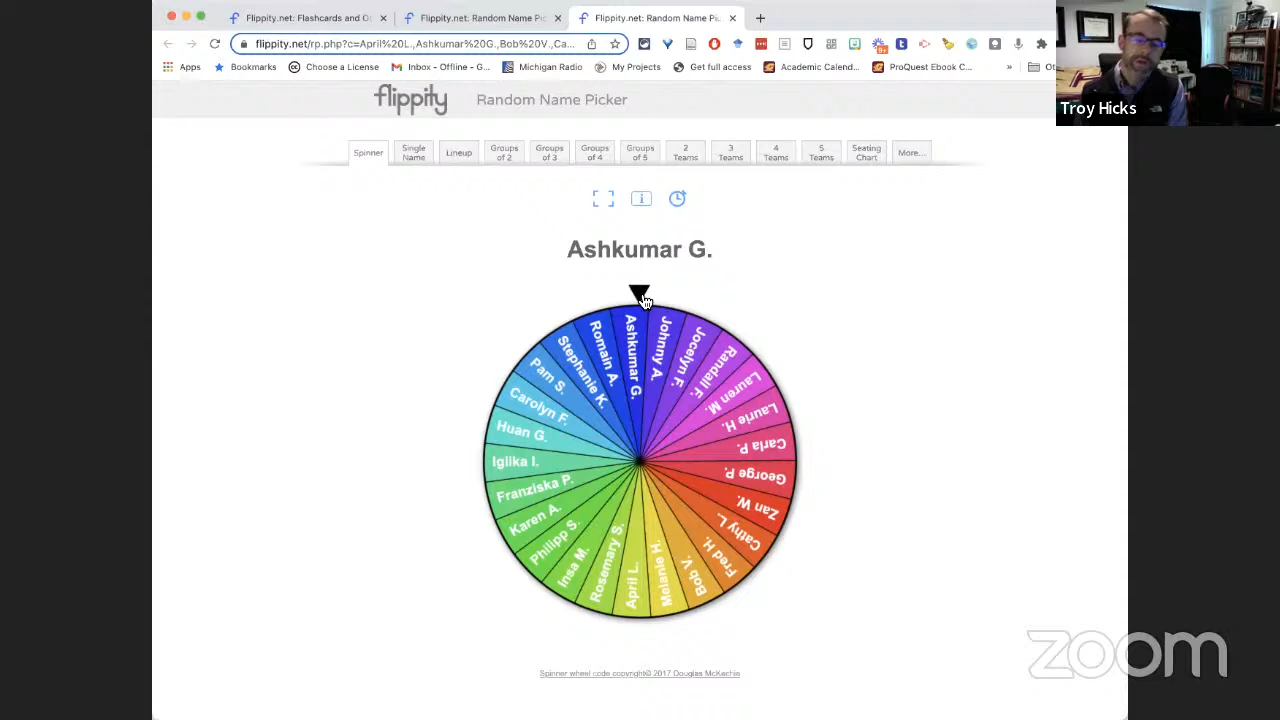 Flippity.net: Flashcards and Ot
Flippity.net: Random Name Pic
Flippity.net: Random Name Pic
flippity.net/rp.php?c=April%20L.,Ashkumar%20G.,Bob%20V.,Ca...
Apps
Bookmarks
Choose a License
Inbox - Offline - G...
Michigan Radio
My Projects
Get full access
Academic Calend...
ProQuest Ebook C...
»
Ot
Troy Hicks
flippity
Random Name Picker
Spinner
Single
Name
Lineup
Groups
of 2
Groups
of 3
Groups
of 4
Groups
of 5
2
Teams
3
Teams
4
Teams
5
Teams
Seating
Chart
More...
Ashkumar G.
Ashkumar G.
Johnny A.
Jocelyn F.
Randall F.
Lauren M.
Laurie H.
Carla P.
George P.
Zan W.
Cathy L.
Fred H.
Bob V.
Melanie H.
April L.
Rosemary S.
Insa M.
Philipp S.
Karen A.
Franziska P.
Iglika I.
Huan G.
Carolyn F.
Pam S.
Stephanie K.
Romain A.
Spinner wheel code copyright© 2017 Douglas McKechie
zoom